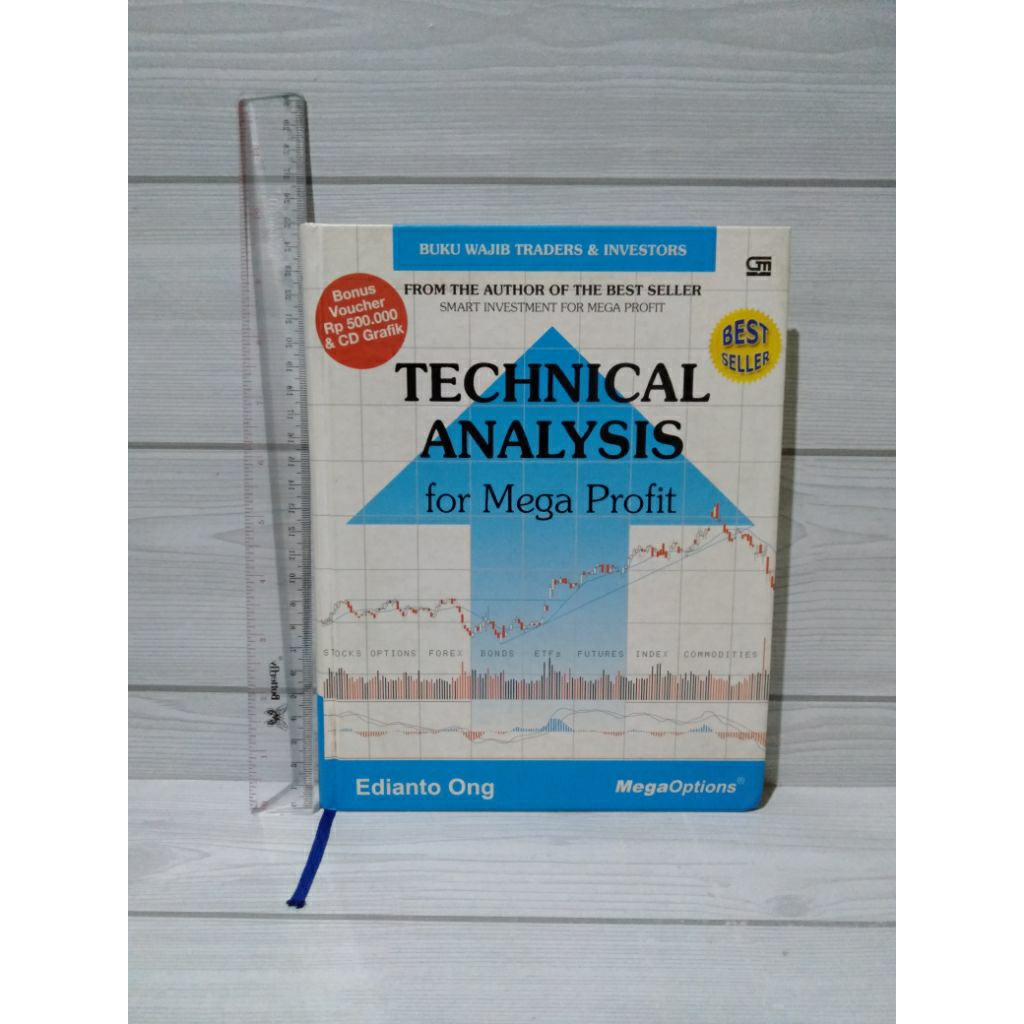 BUKU WAJIB TRADERS & INVESTORS
GM
FROM THE AUTHOR OF THE BEST SELLER
SMART INVESTMENT FOR MEGA PROFIT
Bonus
Voucher
Rp 500.000
& CD Grafik
BEST
SELLER
TECHNICAL
ANALYSIS
for Mega Profit
STOCKS OPTIONS FOREX BONDS ETFs FUTURES INDEX COMMODITIES
Butterfly
Edianto Ong
MegaOptions®